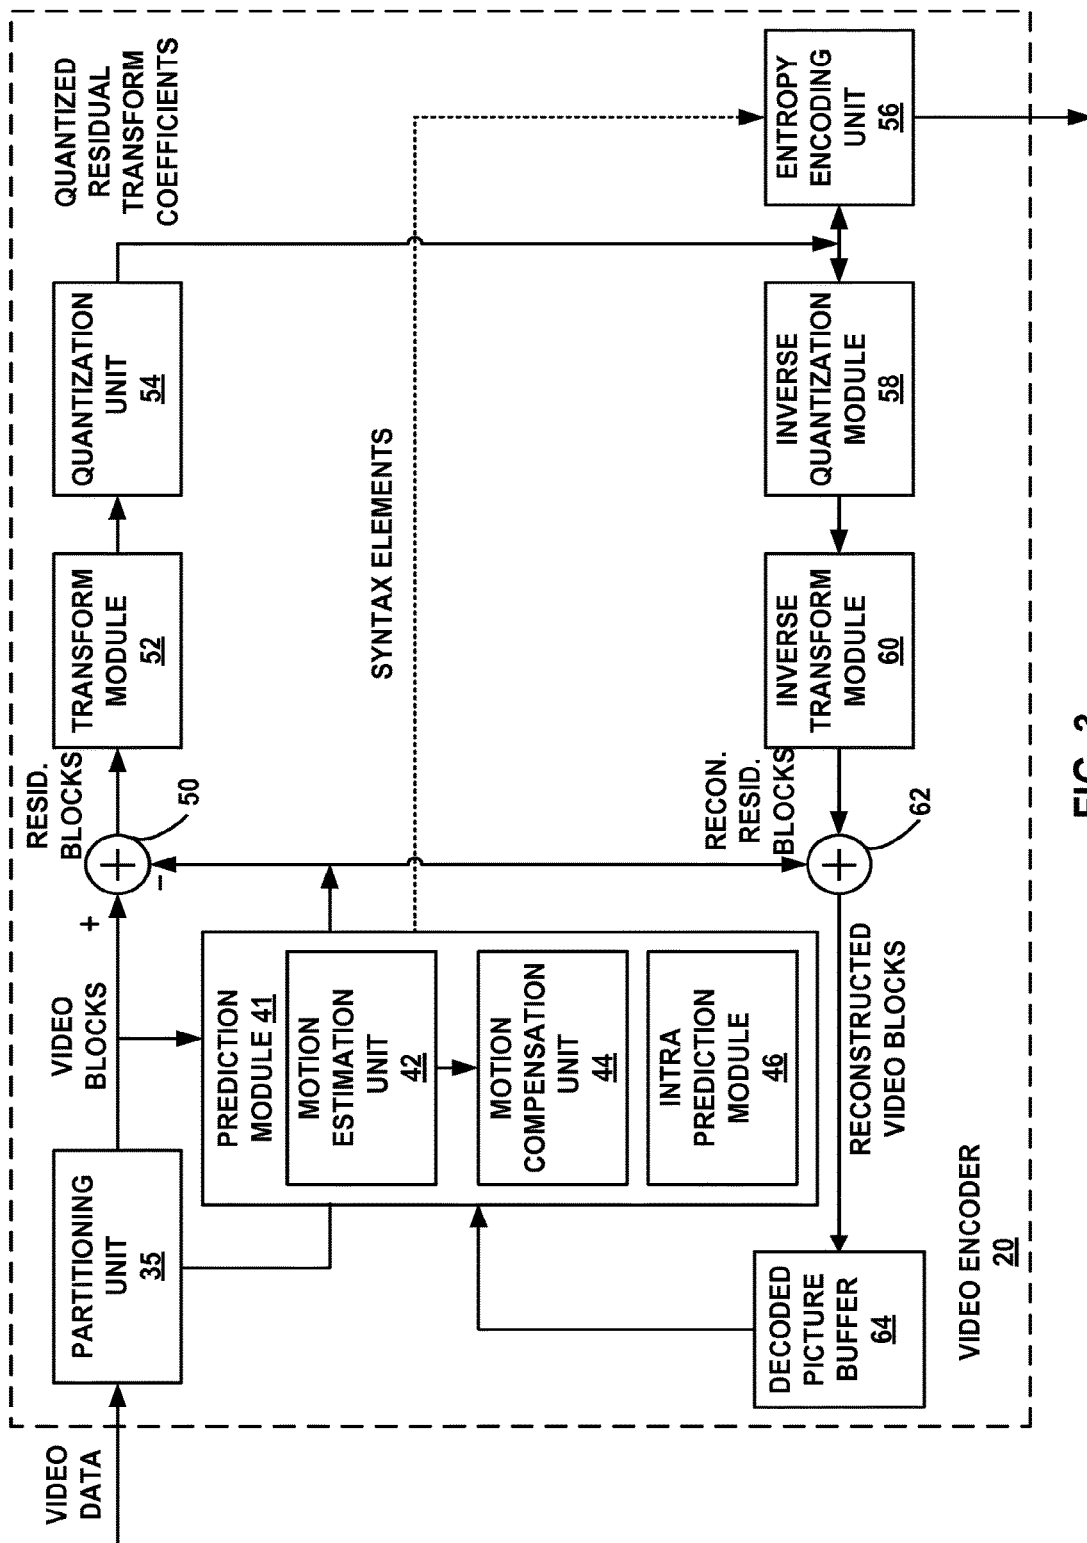 VIDEO
DATA
PARTITIONING
UNIT
35
VIDEO
BLOCKS
+
-
RESID.
BLOCKS
50
TRANSFORM
MODULE
52
QUANTIZATION
UNIT
54
QUANTIZED
RESIDUAL
TRANSFORM
COEFFICIENTS
PREDICTION
MODULE 41
MOTION
ESTIMATION
UNIT
42
MOTION
COMPENSATION
UNIT
44
INTRA
PREDICTION
MODULE
46
SYNTAX ELEMENTS
DECODED
PICTURE
BUFFER
64
RECONSTRUCTED
VIDEO BLOCKS
62
RECON.
RESID.
BLOCKS
INVERSE
TRANSFORM
MODULE
60
INVERSE
QUANTIZATION
MODULE
58
ENTROPY
ENCODING
UNIT
56
VIDEO ENCODER
20
FIG.